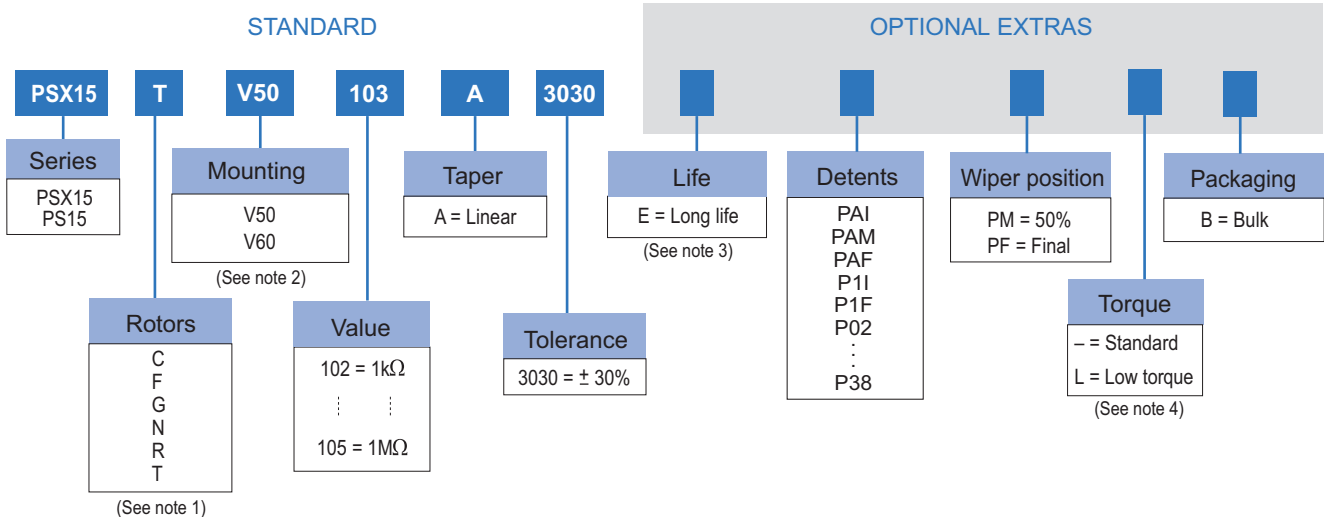 STANDARD
OPTIONAL EXTRAS
PSX15 T V50 103 A 3030
Series
PSX15
PS15
Mounting
V50
V60
(See note 2)
Taper
A = Linear
Life
E = Long life
(See note 3)
Detents
PAI
PAM
PAF
P1I
P1F
P02
:
:
P38
Wiper position
PM = 50%
PF = Final
Packaging
B = Bulk
Rotors
C
F
G
N
R
T
(See note 1)
Value
102 = 1kΩ
105 = 1MΩ
Tolerance
3030 = ± 30%
Torque
– = Standard
L = Low torque
(See note 4)